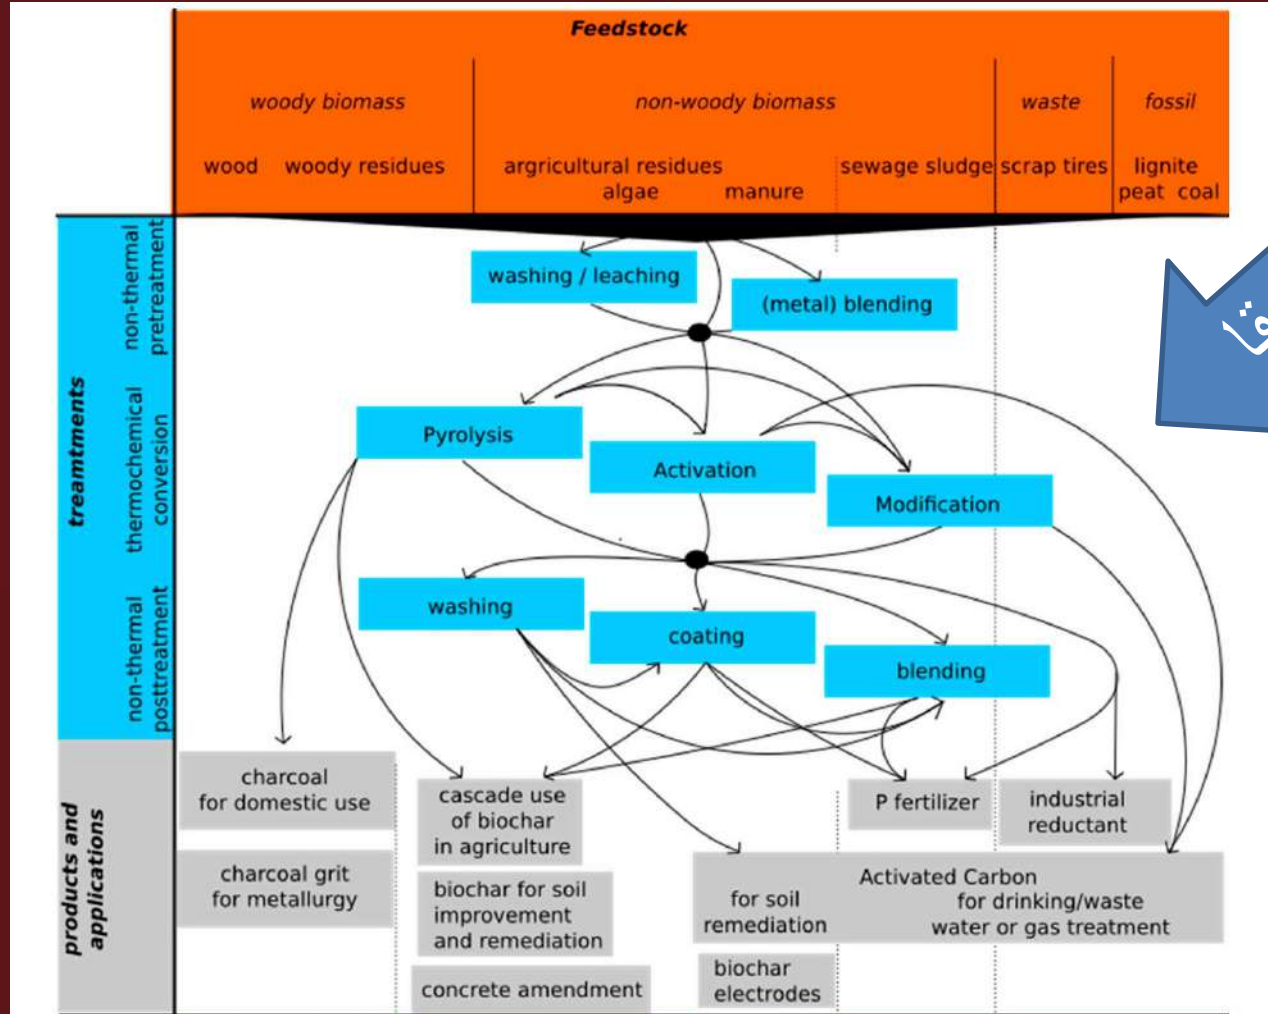 Feedstock
woody biomass
non-woody biomass
waste
fossil
wood woody residues
argricultural residues
algae manure
sewage sludge
scrap tires
lignite
peat coal
treamtments
non-thermal
pretreatment
washing / leaching
(metal) blending
thermochemical
conversion
Pyrolysis
Activation
Modification
non-thermal
posttreatment
washing
coating
blending
products and
applications
charcoal
for domestic use
charcoal grit
for metallurgy
cascade use
of biochar
in agriculture
biochar for soil
improvement
and remediation
concrete amendment
P fertilizer
industrial
reductant
Activated Carbon
for soil
remediation
for drinking/waste
water or gas treatment
biochar
electrodes